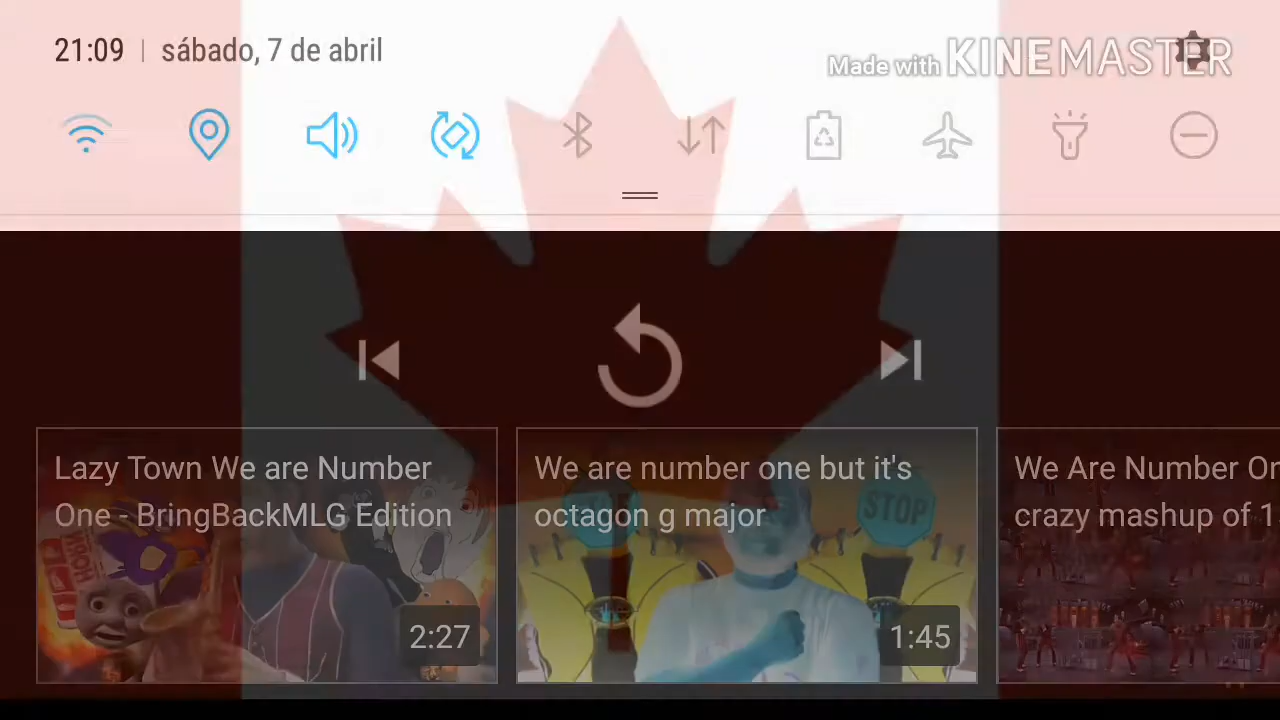 21:09 | sábado, 7 de abril
Made with KINEMASTER
Lazy Town We are Number
One - BringBackMLG Edition
2:27
We are number one but it's
octagon g major
STOP
1:45
We Are Number On
crazy mashup of 1